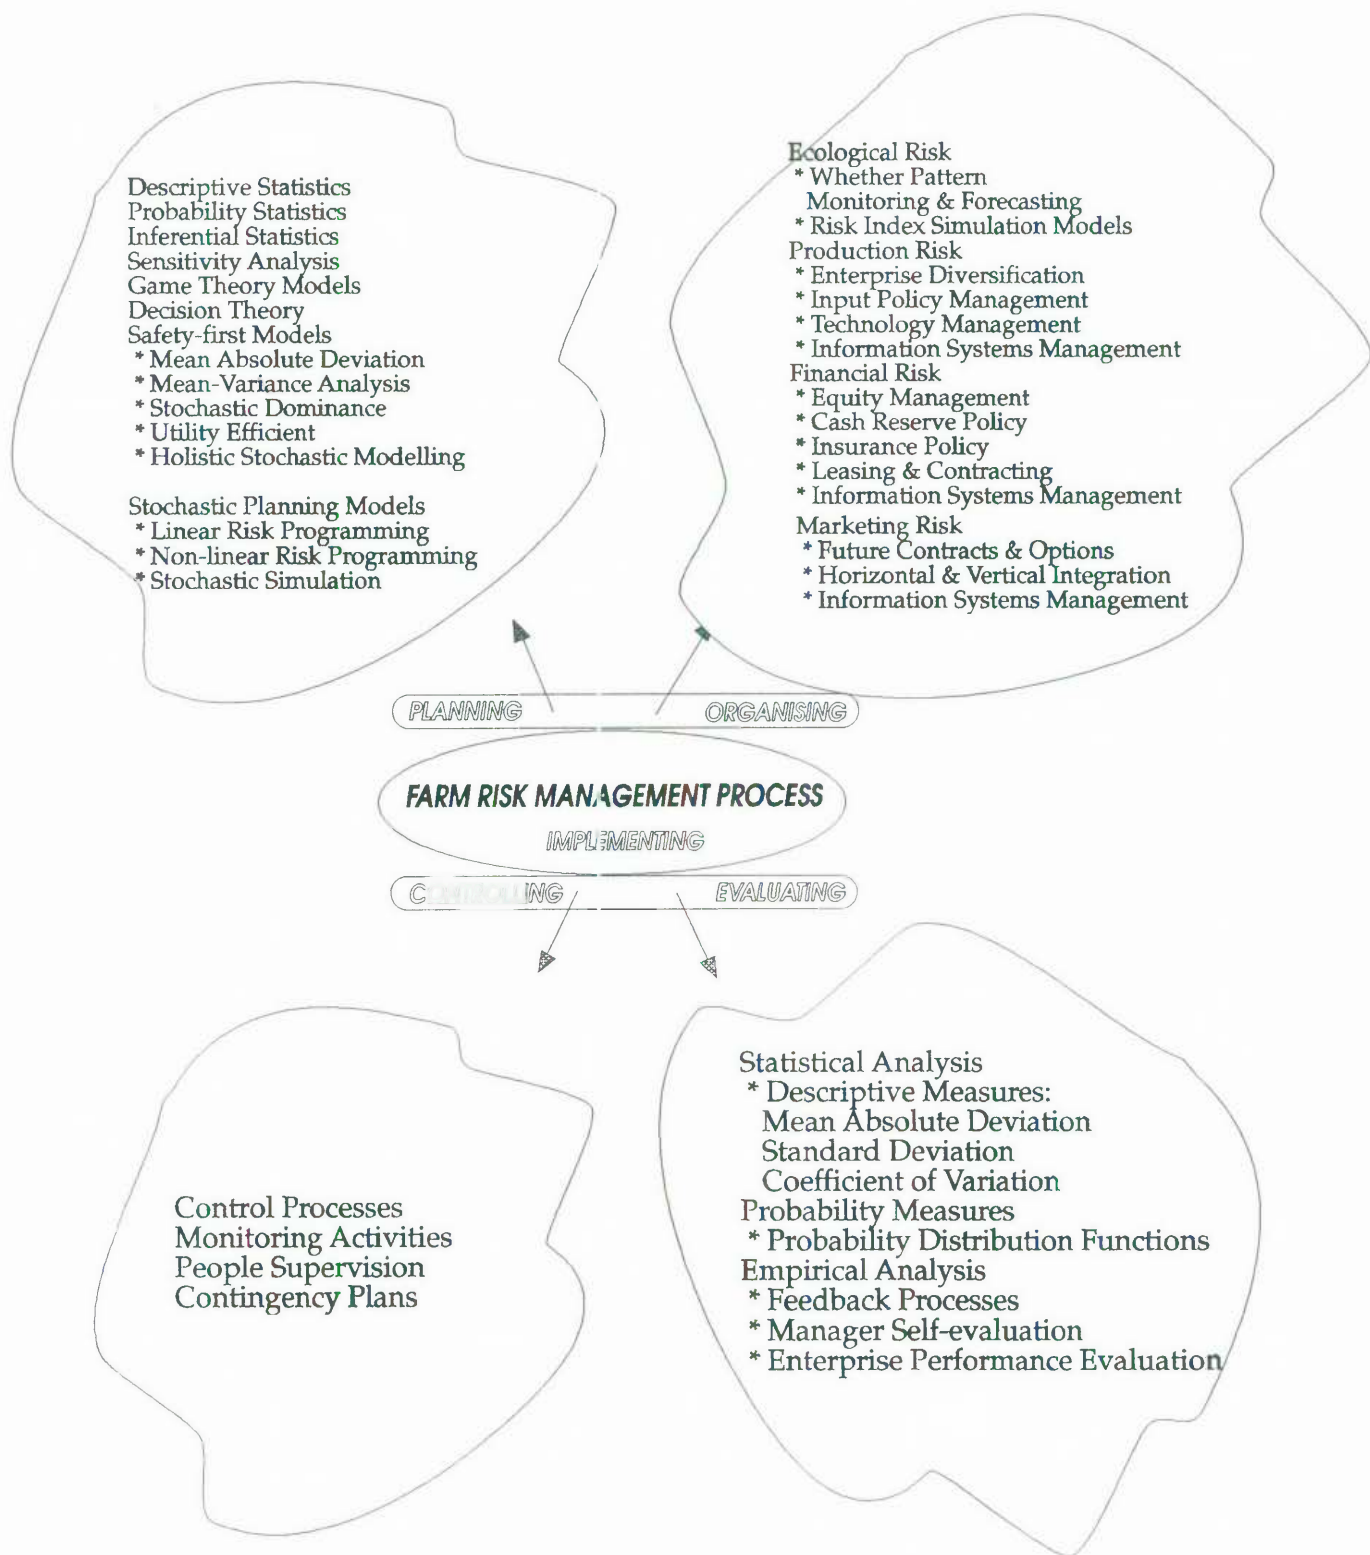 Descriptive Statistics
Probability Statistics
Inferential Statistics
Sensitivity Analysis
Game Theory Models
Decision Theory
Safety-first Models
* Mean Absolute Deviation
* Mean-Variance Analysis
* Stochastic Dominance
* Utility Efficient
* Holistic Stochastic Modelling
Stochastic Planning Models
* Linear Risk Programming
* Non-linear Risk Programming
* Stochastic Simulation
Ecological Risk
* Whether Pattern
Monitoring & Forecasting
* Risk Index Simulation Models
Production Risk
* Enterprise Diversification
* Input Policy Management
* Technology Management
* Information Systems Management
Financial Risk
* Equity Management
* Cash Reserve Policy
* Insurance Policy
* Leasing & Contracting
* Information Systems Management
Marketing Risk
* Future Contracts & Options
* Horizontal & Vertical Integration
* Information Systems Management
PLANNING ORGANISING
FARM RISK MANAGEMENT PROCESS
IMPLEMENTING
CONTROLLING EVALUATING
Control Processes
Monitoring Activities
People Supervision
Contingency Plans
Statistical Analysis
* Descriptive Measures:
Mean Absolute Deviation
Standard Deviation
Coefficient of Variation
Probability Measures
* Probability Distribution Functions
Empirical Analysis
* Feedback Processes
* Manager Self-evaluation
* Enterprise Performance Evaluation